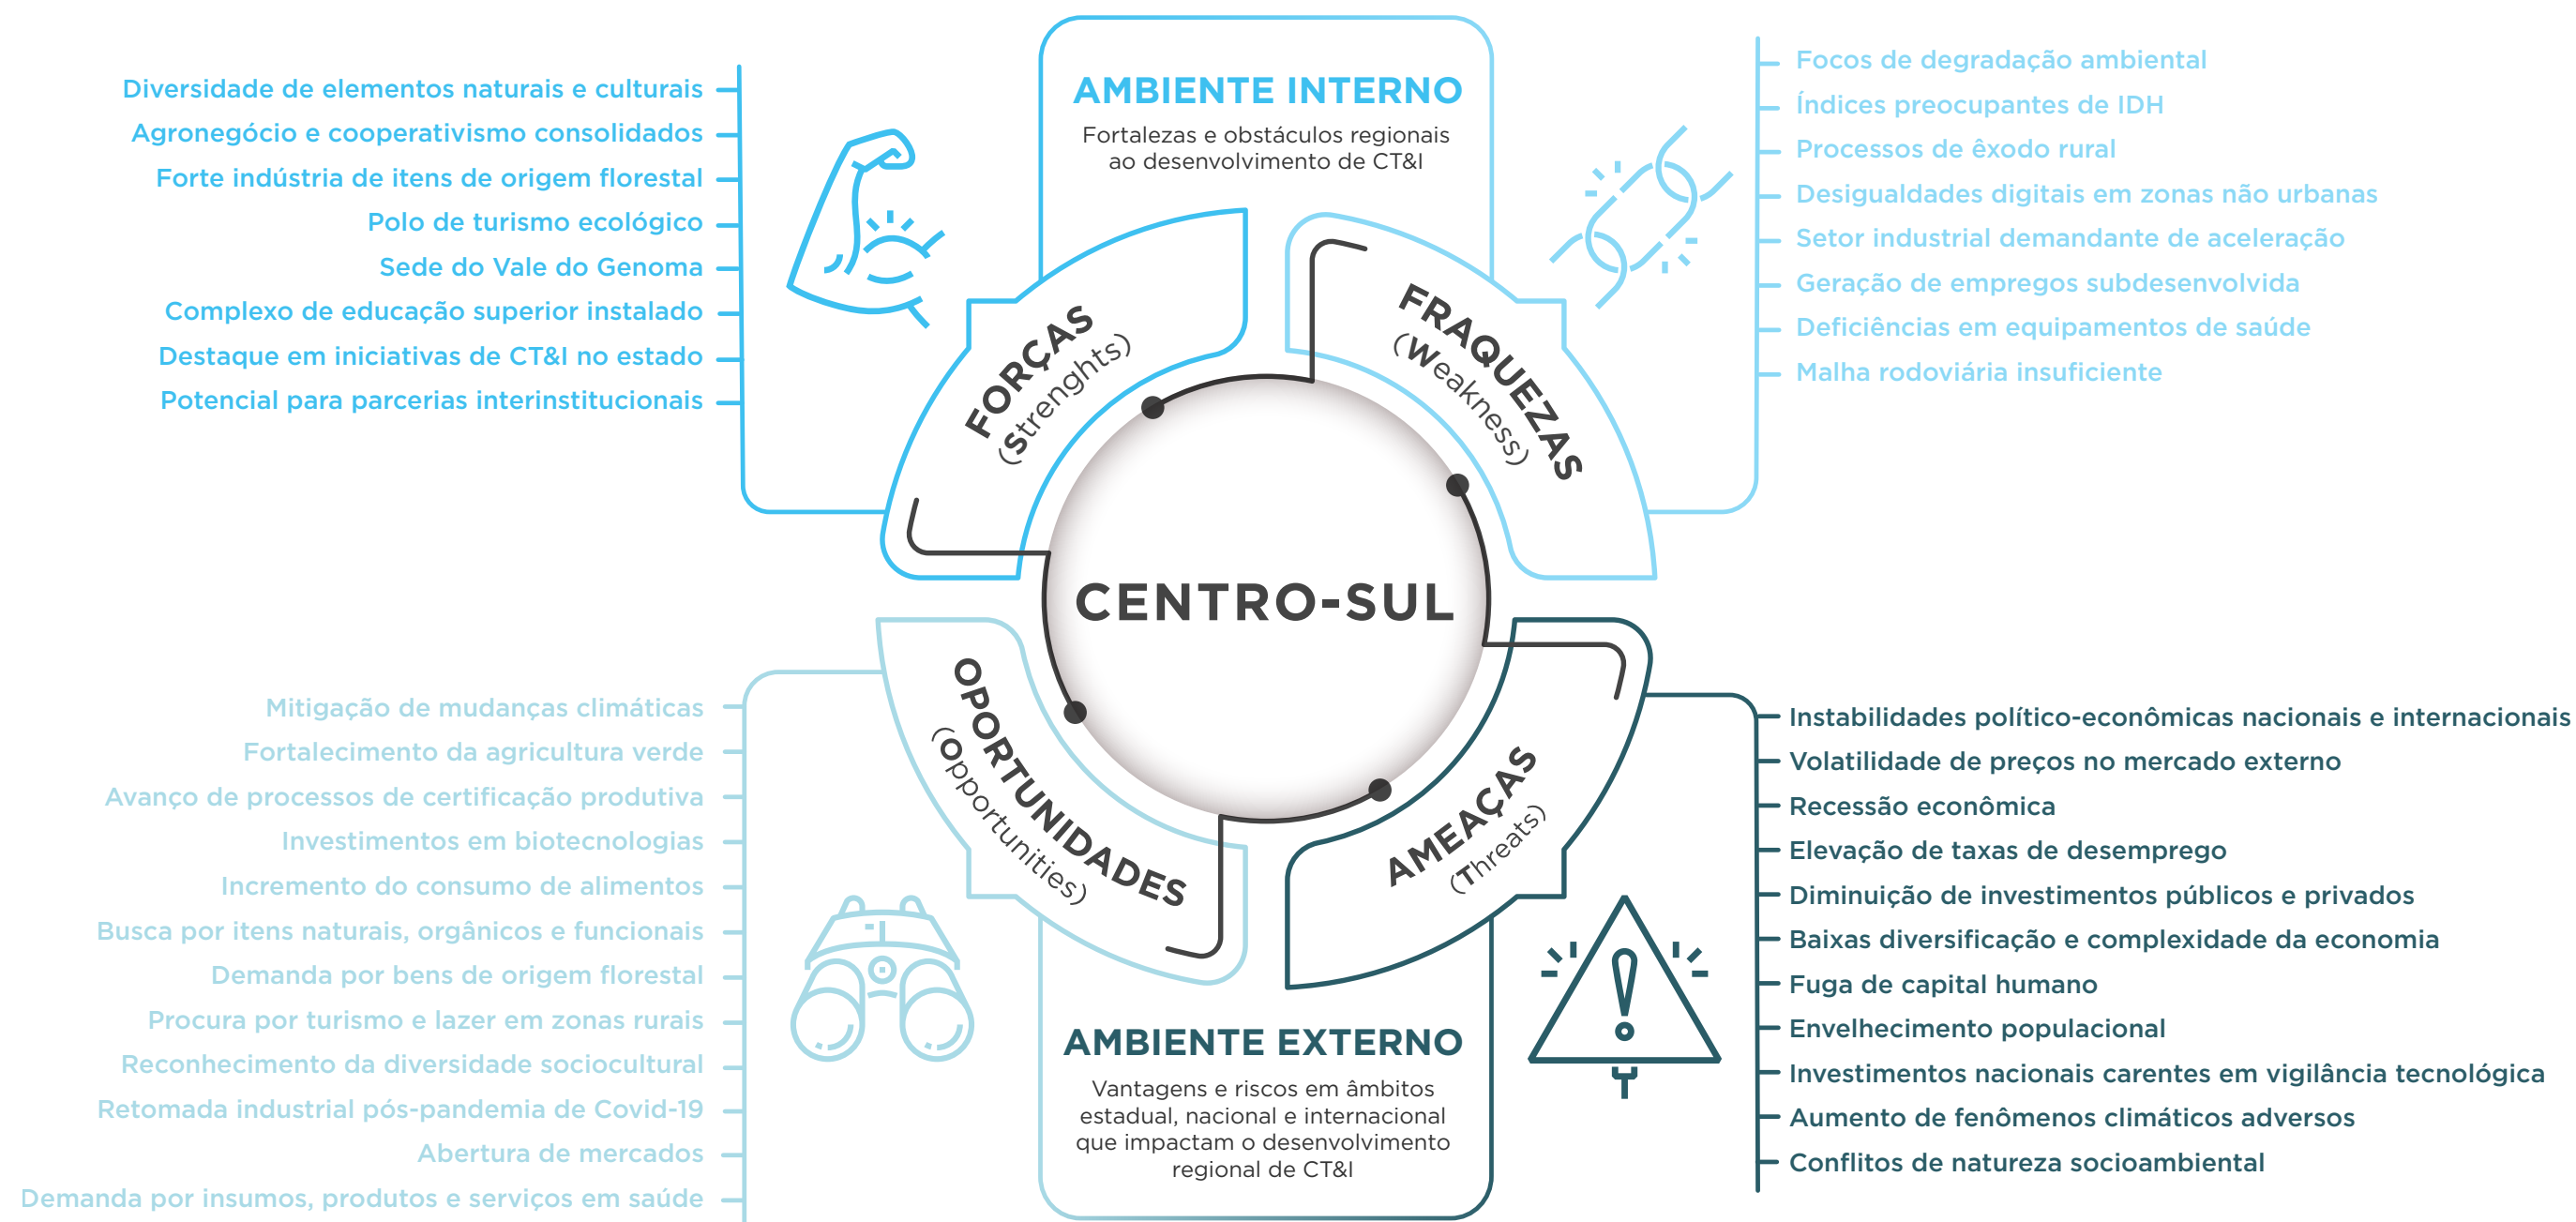 AMBIENTE INTERNO
Fortalezas e obstáculos regionais
ao desenvolvimento de CT&I
Diversidade de elementos naturais e culturais
Agronegócio e cooperativismo consolidados
Forte indústria de itens de origem florestal
Polo de turismo ecológico
Sede do Vale do Genoma
Complexo de educação superior instalado
Destaque em iniciativas de CT&I no estado
Potencial para parcerias interinstitucionais
FORÇAS
(Strenghts)
Focos de degradação ambiental
Índices preocupantes de IDH
Processos de êxodo rural
Desigualdades digitais em zonas não urbanas
Setor industrial demandante de aceleração
Geração de empregos subdesenvolvida
Deficiências em equipamentos de saúde
Malha rodoviária insuficiente
FRAQUEZAS
(Weakness)
CENTRO-SUL
OPORTUNIDADES
(Opportunities)
Mitigação de mudanças climáticas
Fortalecimento da agricultura verde
Avanço de processos de certificação produtiva
Investimentos em biotecnologias
Incremento do consumo de alimentos
Busca por itens naturais, orgânicos e funcionais
Demanda por bens de origem florestal
Procura por turismo e lazer em zonas rurais
Reconhecimento da diversidade sociocultural
Retomada industrial pós-pandemia de Covid-19
Abertura de mercados
Demanda por insumos, produtos e serviços em saúde
AMEAÇAS
(Threats)
Instabilidades político-econômicas nacionais e internacionais
Volatilidade de preços no mercado externo
Recessão econômica
Elevação de taxas de desemprego
Diminuição de investimentos públicos e privados
Baixas diversificação e complexidade da economia
Fuga de capital humano
Envelhecimento populacional
Investimentos nacionais carentes em vigilância tecnológica
Aumento de fenômenos climáticos adversos
Conflitos de natureza socioambiental
AMBIENTE EXTERNO
Vantagens e riscos em âmbitos
estadual, nacional e internacional
que impactam o desenvolvimento
regional de CT&I